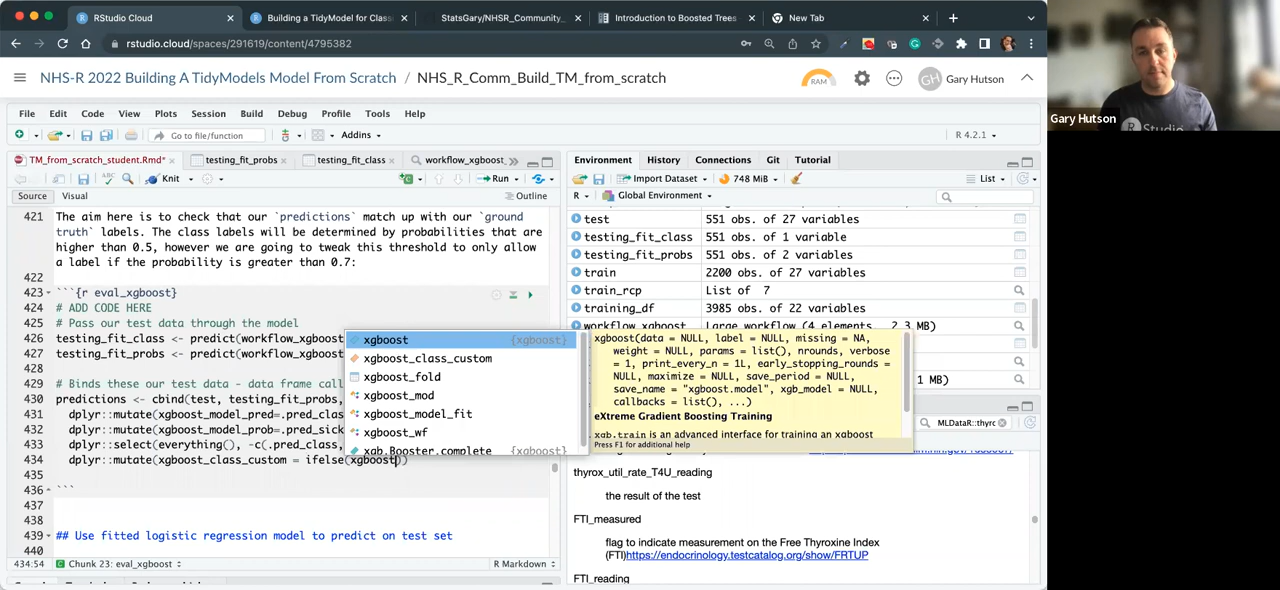 RStudio Cloud
Building a TidyModel for Class
StatsGary/NHSR_Community_
Introduction to Boosted Trees
New Tab
rstudio.cloud/spaces/291619/content/4795382
NHS-R 2022 Building A TidyModels Model From Scratch / NHS_R_Comm_Build_TM_from_scratch
RAM
GH
Gary Hutson
Gary Hutson
File Edit Code View Plots Session Build Debug Profile Tools Help
Go to file/function
Addins
R 4.2.1
TM_from_scratch_student.Rmd*
testing_fit_probs
testing_fit_class
workflow_xgboost_
Environment History Connections Git Tutorial
Knit
Run
Import Dataset
748 MiB
List
Source Visual
Outline
R
Global Environment
421 The aim here is to check that our `predictions` match up with our `ground
truth` labels. The class labels will be determined by probabilities that are
higher than 0.5, however we are going to tweak this threshold to only allow
a label if the probability is greater than 0.7:
422
423 ```{r eval_xgboost}
424 # ADD CODE HERE
425 # Pass our test data through the model
426 testing_fit_class <- predict(workflow_xgboost
427 testing_fit_probs <- predict(workflow_xgboost
428
429 # Binds these our test data - data frame call
430 predictions <- cbind(test, testing_fit_probs,
431 dplyr::mutate(xgboost_model_pred=.pred_clas
432 dplyr::mutate(xgboost_model_prob=.pred_sick
433 dplyr::select(everything(), -c(.pred_class,
434 dplyr::mutate(xgboost_class_custom = ifelse(xgboost))
435
436 ```
437
438
439 ## Use fitted logistic regression model to predict on test set
440
434:54
Chunk 23: eval_xgboost
R Markdown
xgboost {xgboost}
xgboost_class_custom
xgboost_fold
xgboost_mod
xgboost_model_fit
xgboost_wf
xgb.Booster.complete {xgboost}
xgboost(data = NULL, label = NULL, missing = NA,
weight = NULL, params = list(), nrounds, verbose
= 1, print_every_n = 1L, early_stopping_rounds =
NULL, maximize = NULL, save_period = NULL,
save_name = "xgboost.model", xgb_model = NULL,
callbacks = list(), ...)
eXtreme Gradient Boosting Training
xgb.train is an advanced interface for training an xgboost
Press F1 for additional help
test 551 obs. of 27 variables
testing_fit_class 551 obs. of 1 variable
testing_fit_probs 551 obs. of 2 variables
train 2200 obs. of 27 variables
train_rcp List of 7
training_df 3985 obs. of 22 variables
workflow_xgboost Large workflow (4 elements, 2.3 MB)
1 MB)
MLDataR::thyrc
thyrox_util_rate_T4U_reading
the result of the test
FTI_measured
flag to indicate measurement on the Free Thyroxine Index
(FTI)https://endocrinology.testcatalog.org/show/FRTUP
FTI_reading